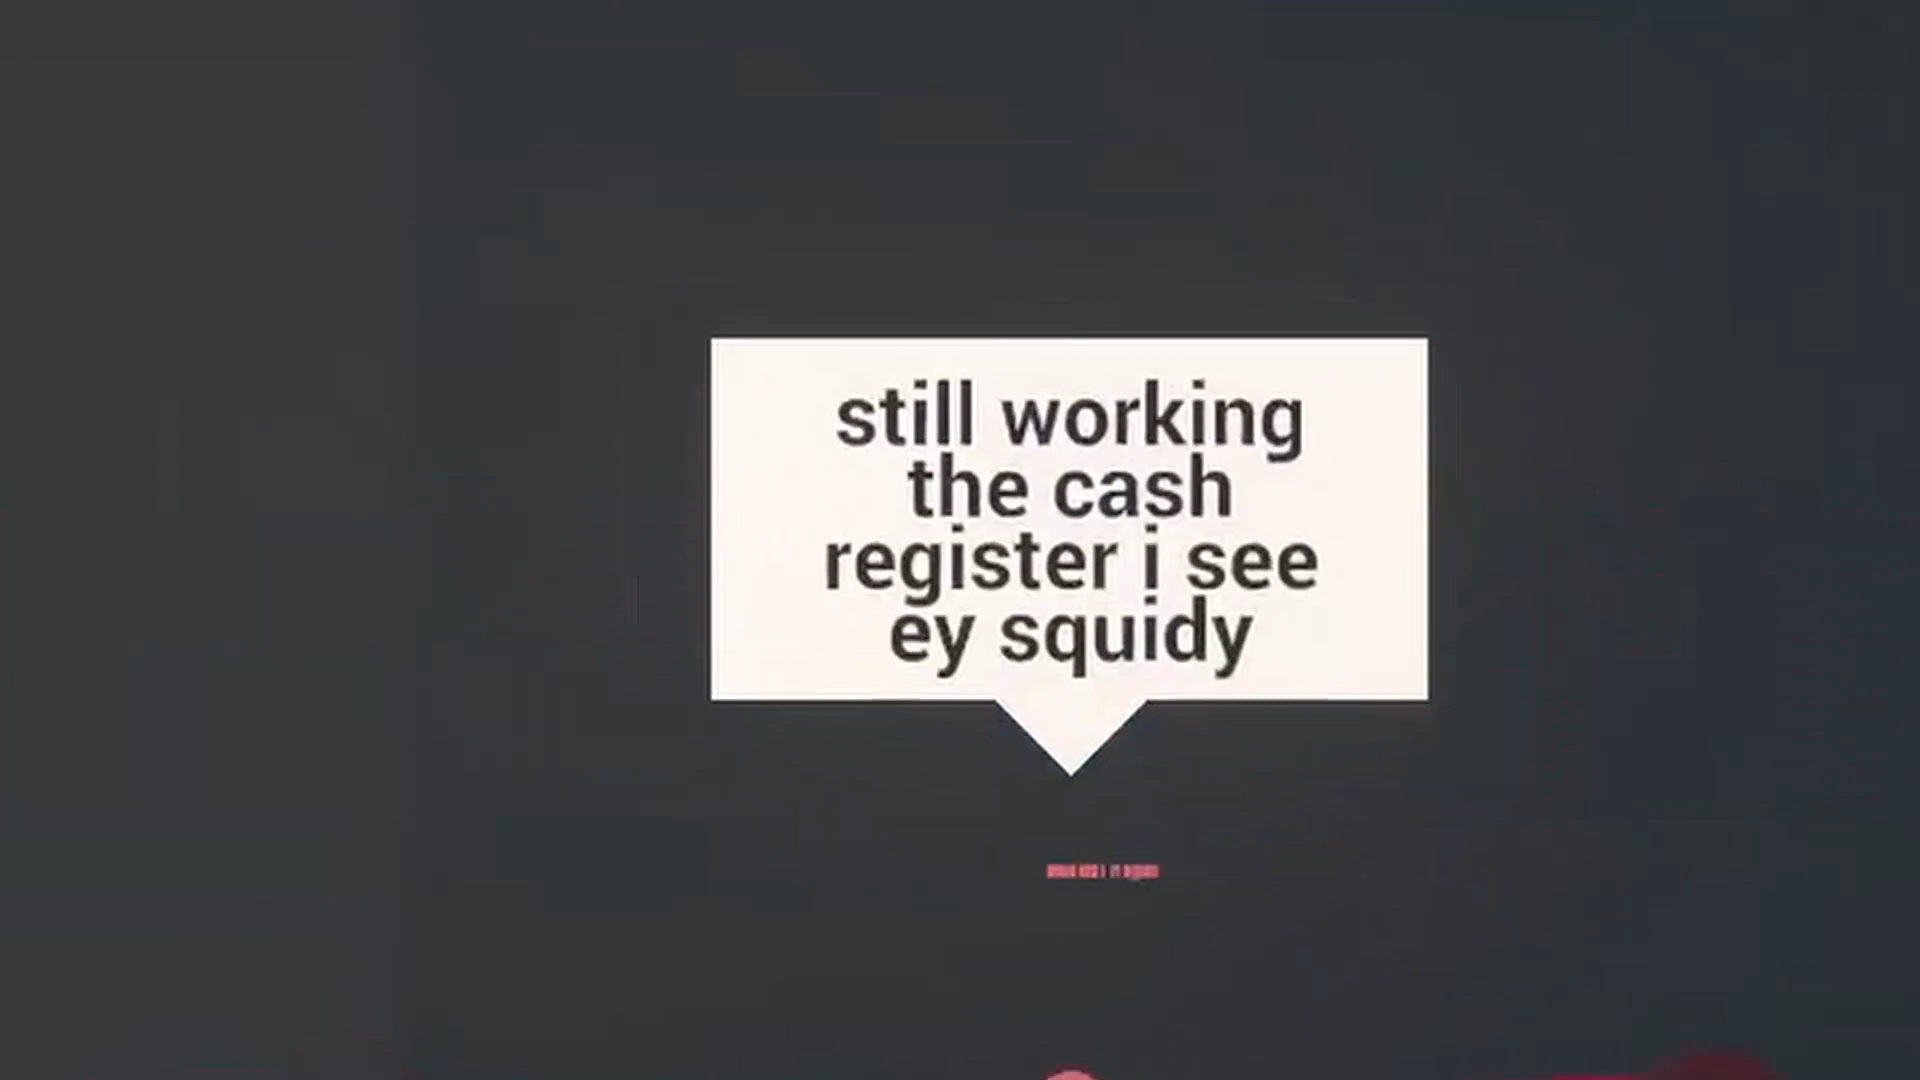 still working
the cash
register i see
ey squidy